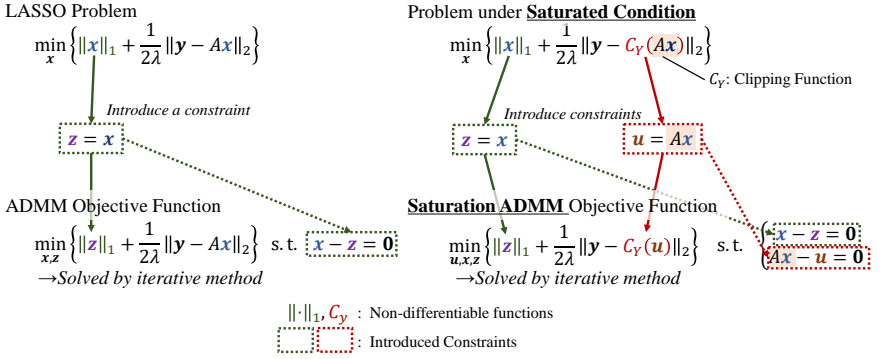 LASSO Problem
min_x {‖x‖₁ + 1/2λ ‖y − Ax‖₂}
Introduce a constraint
z = x
ADMM Objective Function
min_{x,z} {‖z‖₁ + 1/2λ ‖y − Ax‖₂} s.t. x − z = 0
→Solved by iterative method
Problem under Saturated Condition
min_x {‖x‖₁ + 1/2λ ‖y − C_Y(Ax)‖₂}
C_Y: Clipping Function
Introduce constraints
z = x
u = Ax
Saturation ADMM Objective Function
min_{u,x,z} {‖z‖₁ + 1/2λ ‖y − C_Y(u)‖₂} s.t. { x − z = 0
Ax − u = 0
→Solved by iterative method
‖·‖₁, C_y : Non-differentiable functions
: Introduced Constraints